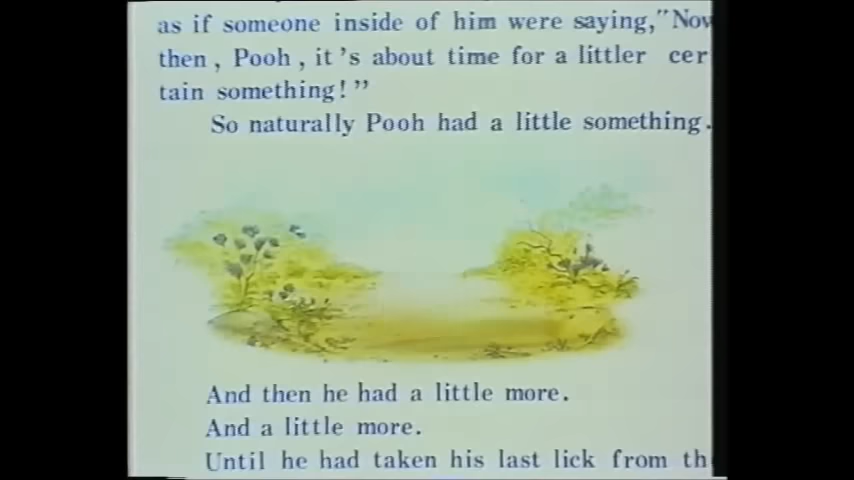 as if someone inside of him were saying,"Now
then, Pooh, it's about time for a littler cer
tain something!"
So naturally Pooh had a little something.
And then he had a little more.
And a little more.
Until he had taken his last lick from th